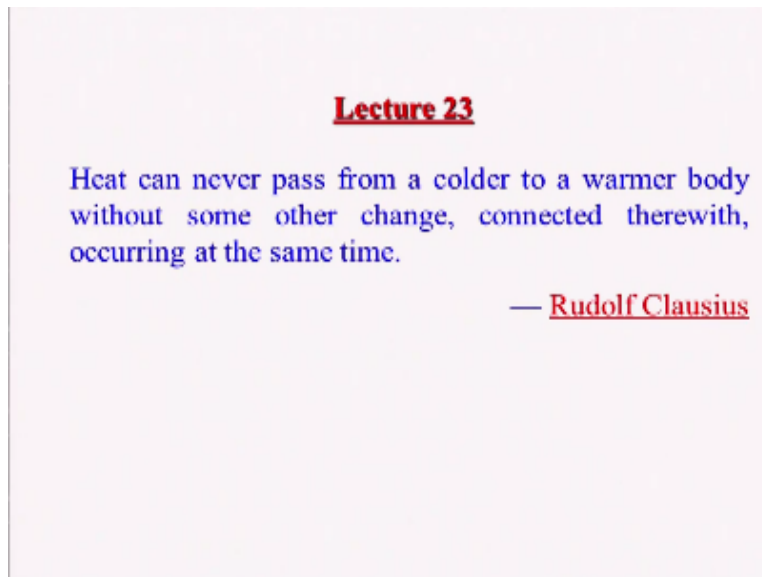 Lecture 23
Heat can never pass from a colder to a warmer body
without some other change, connected therewith,
occurring at the same time.
— Rudolf Clausius